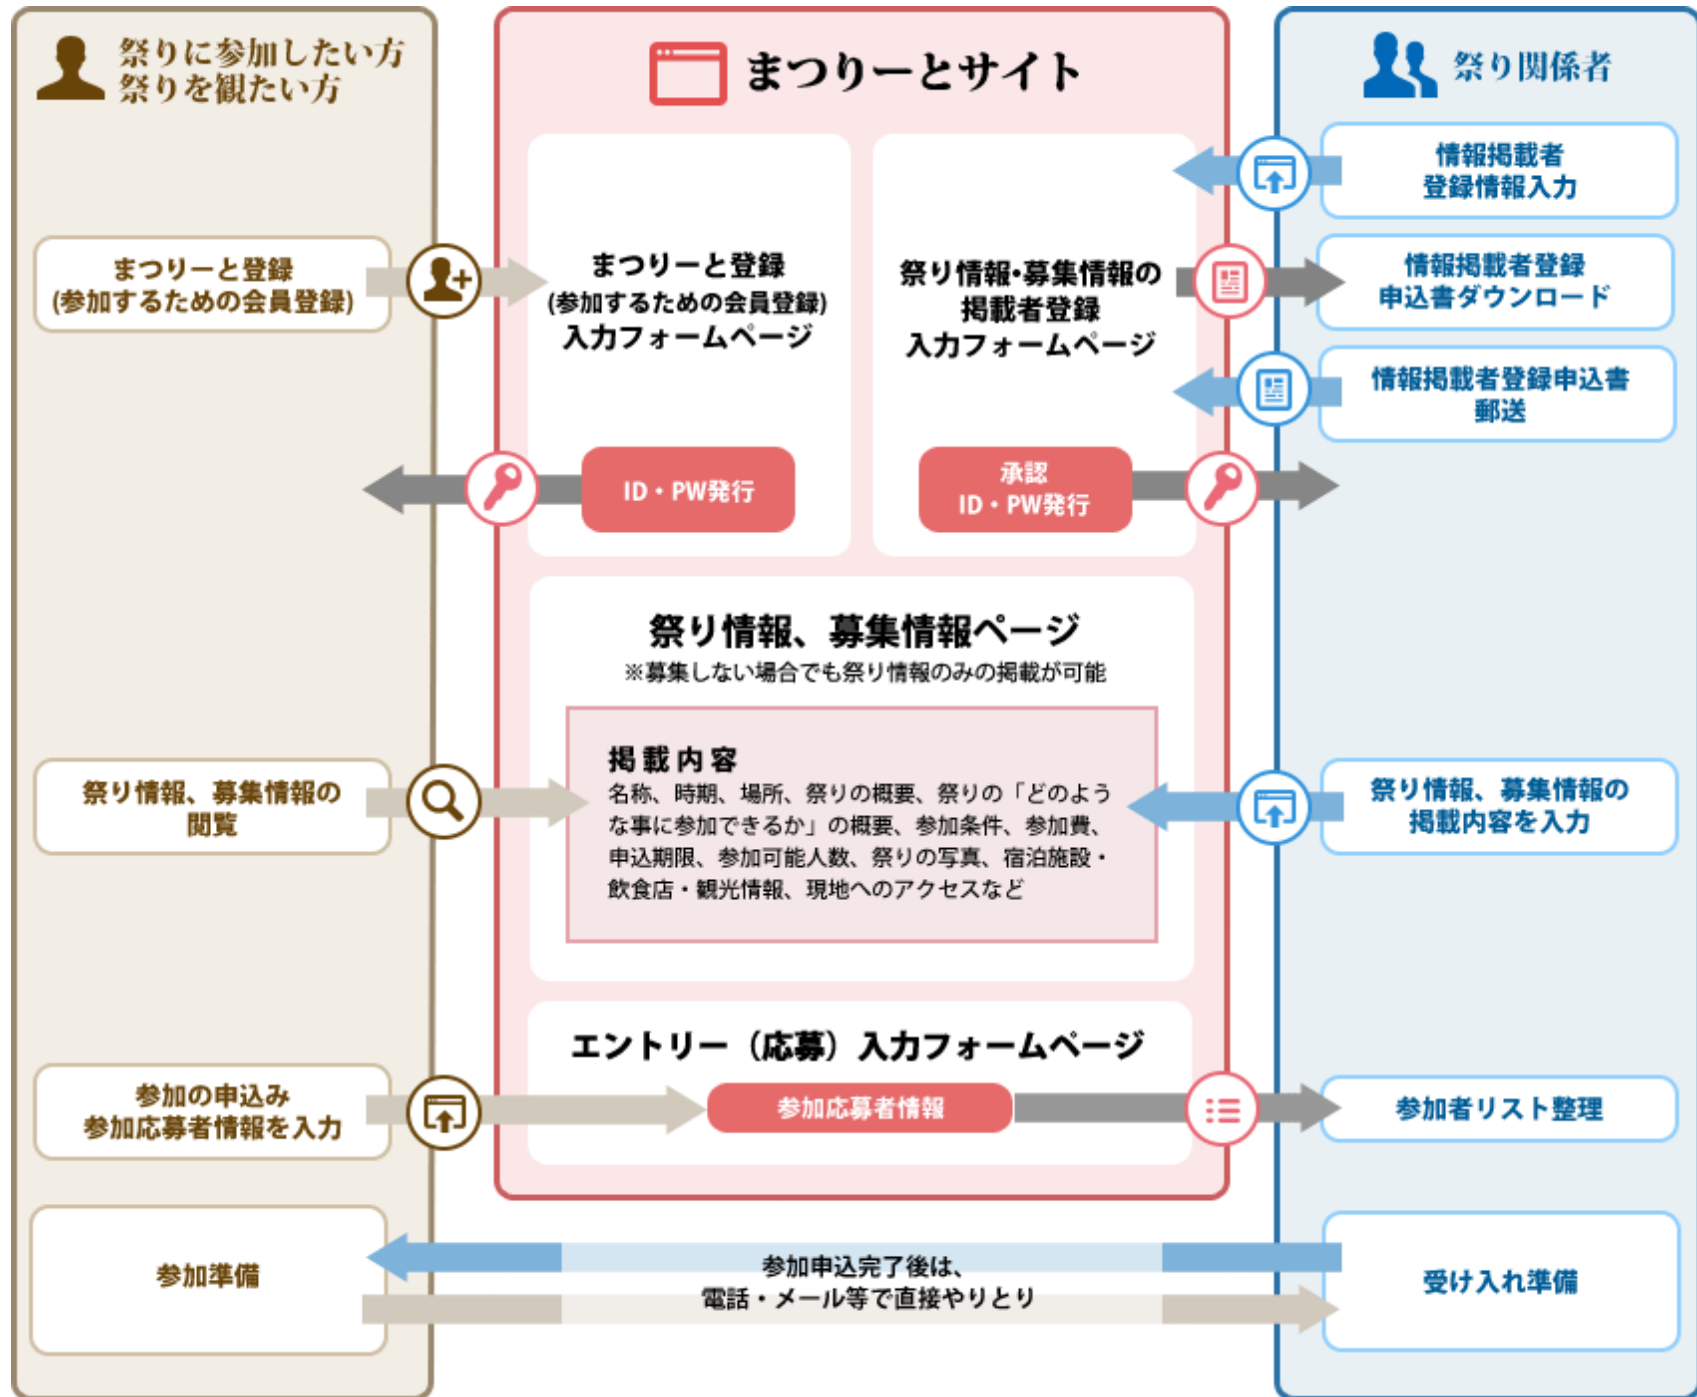 祭りに参加したい方
祭りを観たい方
まつりーとサイト
祭り関係者
情報掲載者
登録情報入力
まつりーと登録
(参加するための会員登録)
まつりーと登録
(参加するための会員登録)
入力フォームページ
祭り情報・募集情報の
掲載者登録
入力フォームページ
情報掲載者登録
申込書ダウンロード
情報掲載者登録申込書
郵送
ID・PW発行
承認
ID・PW発行
祭り情報、募集情報ページ
※募集しない場合でも祭り情報のみの掲載が可能
祭り情報、募集情報の
閲覧
掲載内容
名称、時期、場所、祭りの概要、祭りの「どのよう
な事に参加できるか」の概要、参加条件、参加費、
申込期限、参加可能人数、祭りの写真、宿泊施設・
飲食店・観光情報、現地へのアクセスなど
祭り情報、募集情報の
掲載内容を入力
エントリー（応募）入力フォームページ
参加の申込み
参加応募者情報を入力
参加応募者情報
参加者リスト整理
参加準備
参加申込完了後は、
電話・メール等で直接やりとり
受け入れ準備